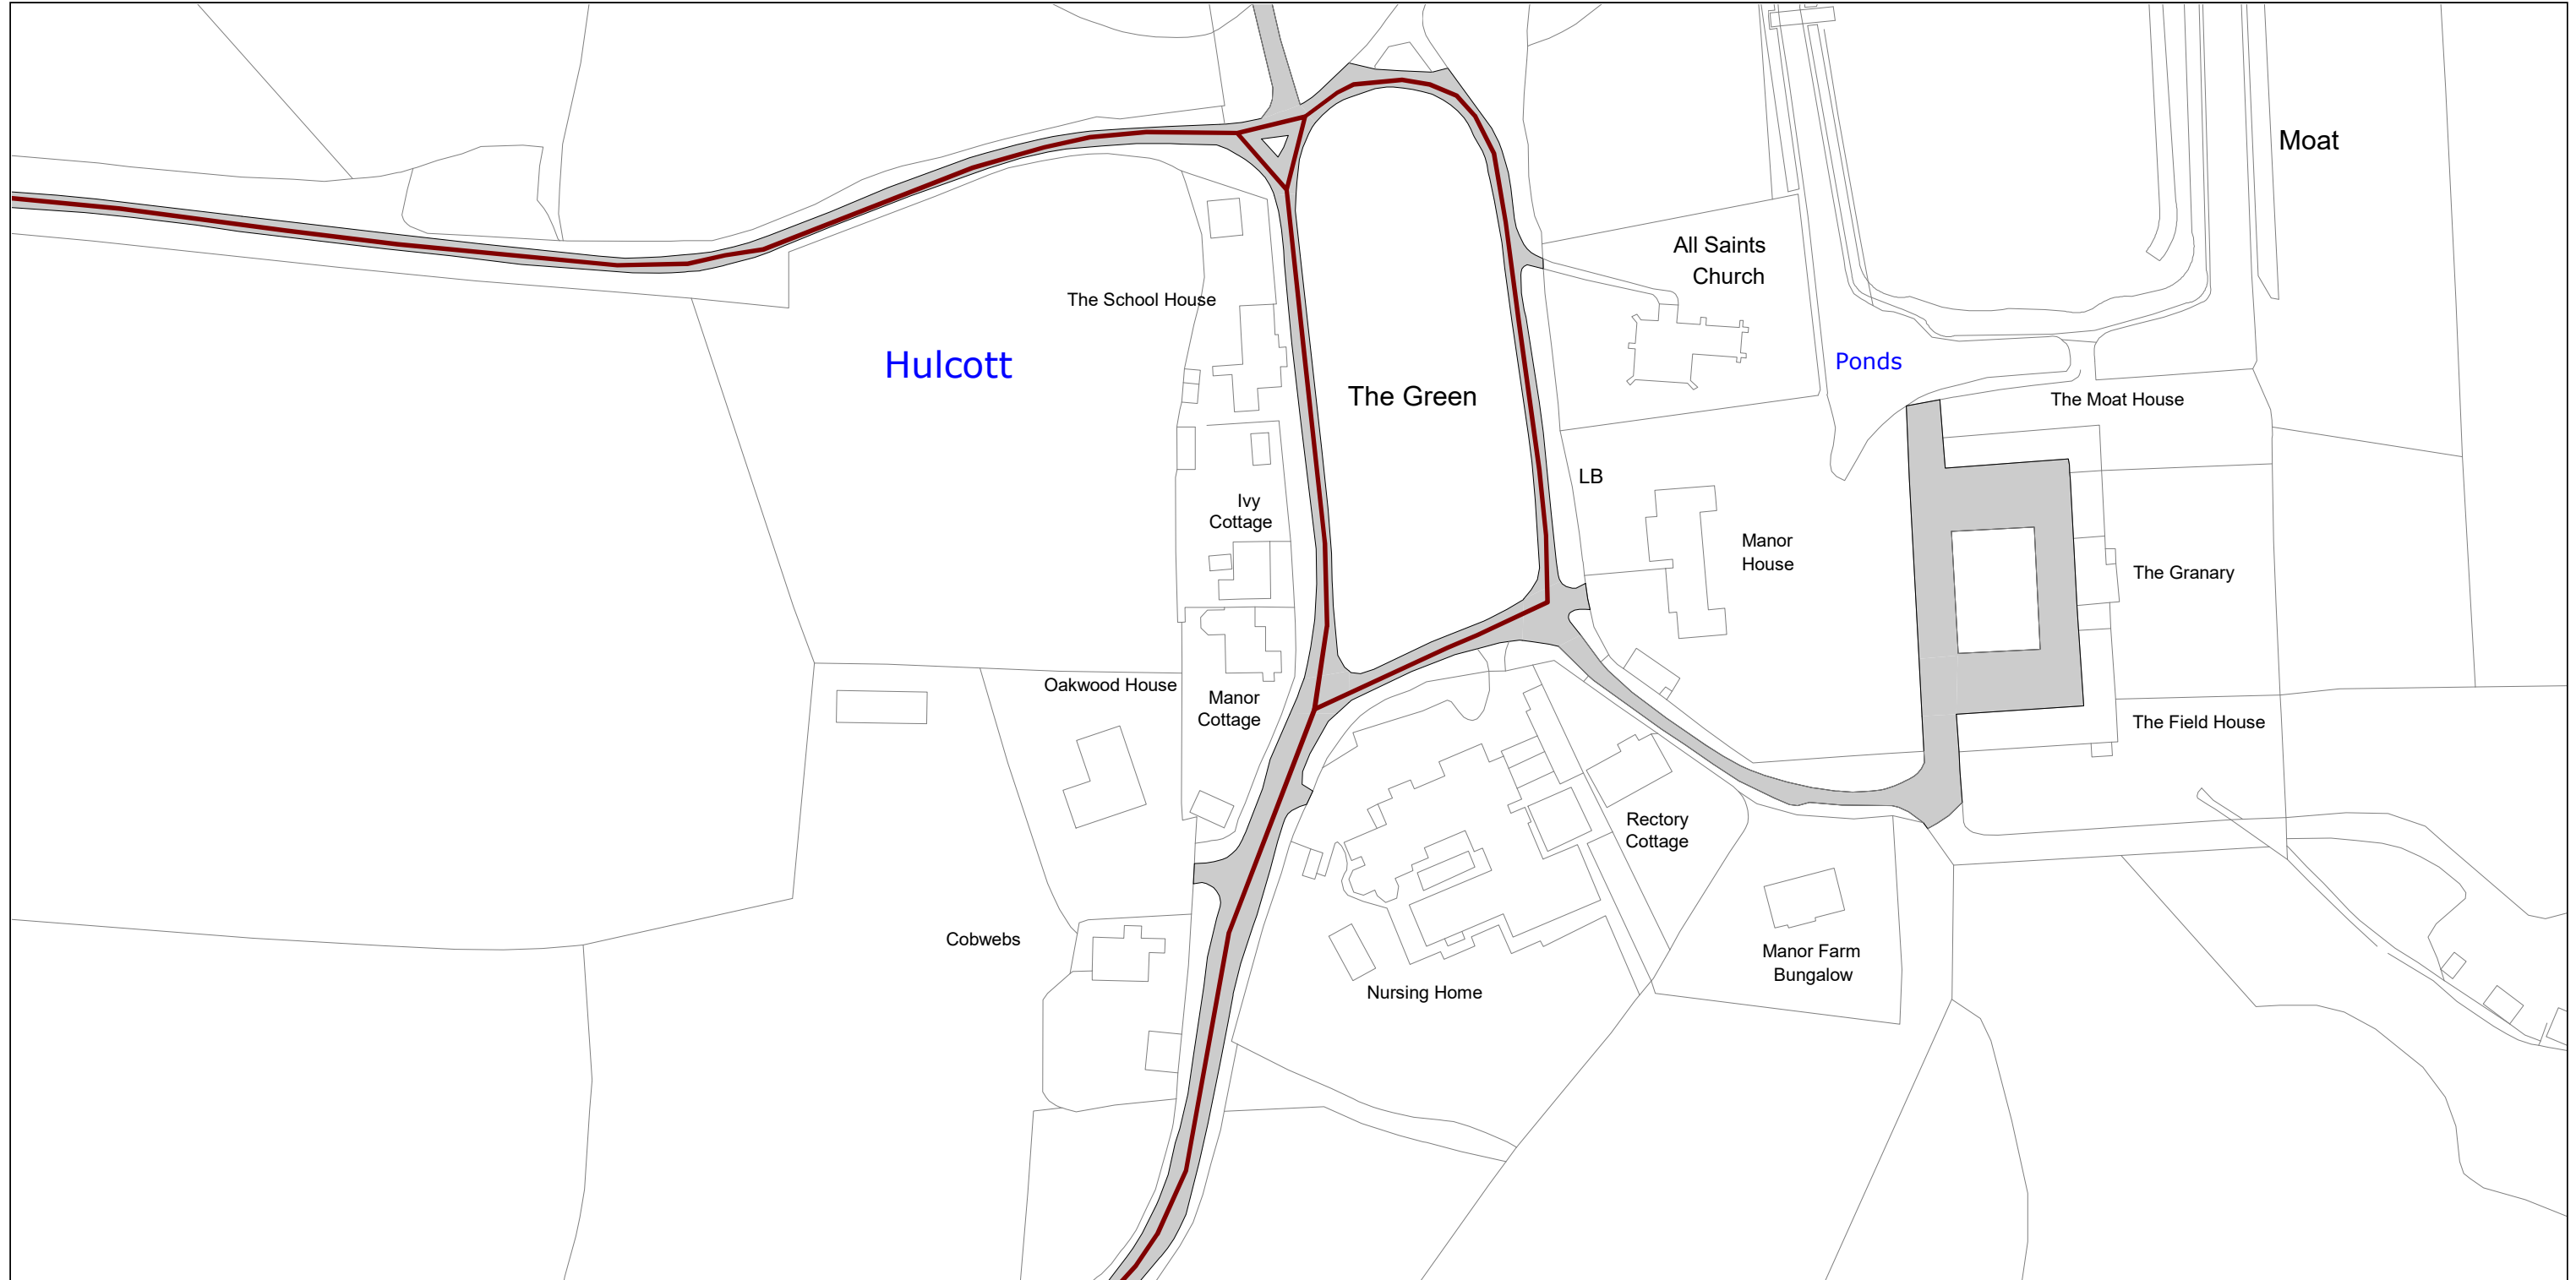 Moat
All Saints
Church
The School House
Hulcott
Ponds
The Green
The Moat House
LB
Ivy
Cottage
Manor
House
The Granary
Oakwood House
Manor
Cottage
The Field House
Rectory
Cottage
Cobwebs
Manor Farm
Bungalow
Nursing Home